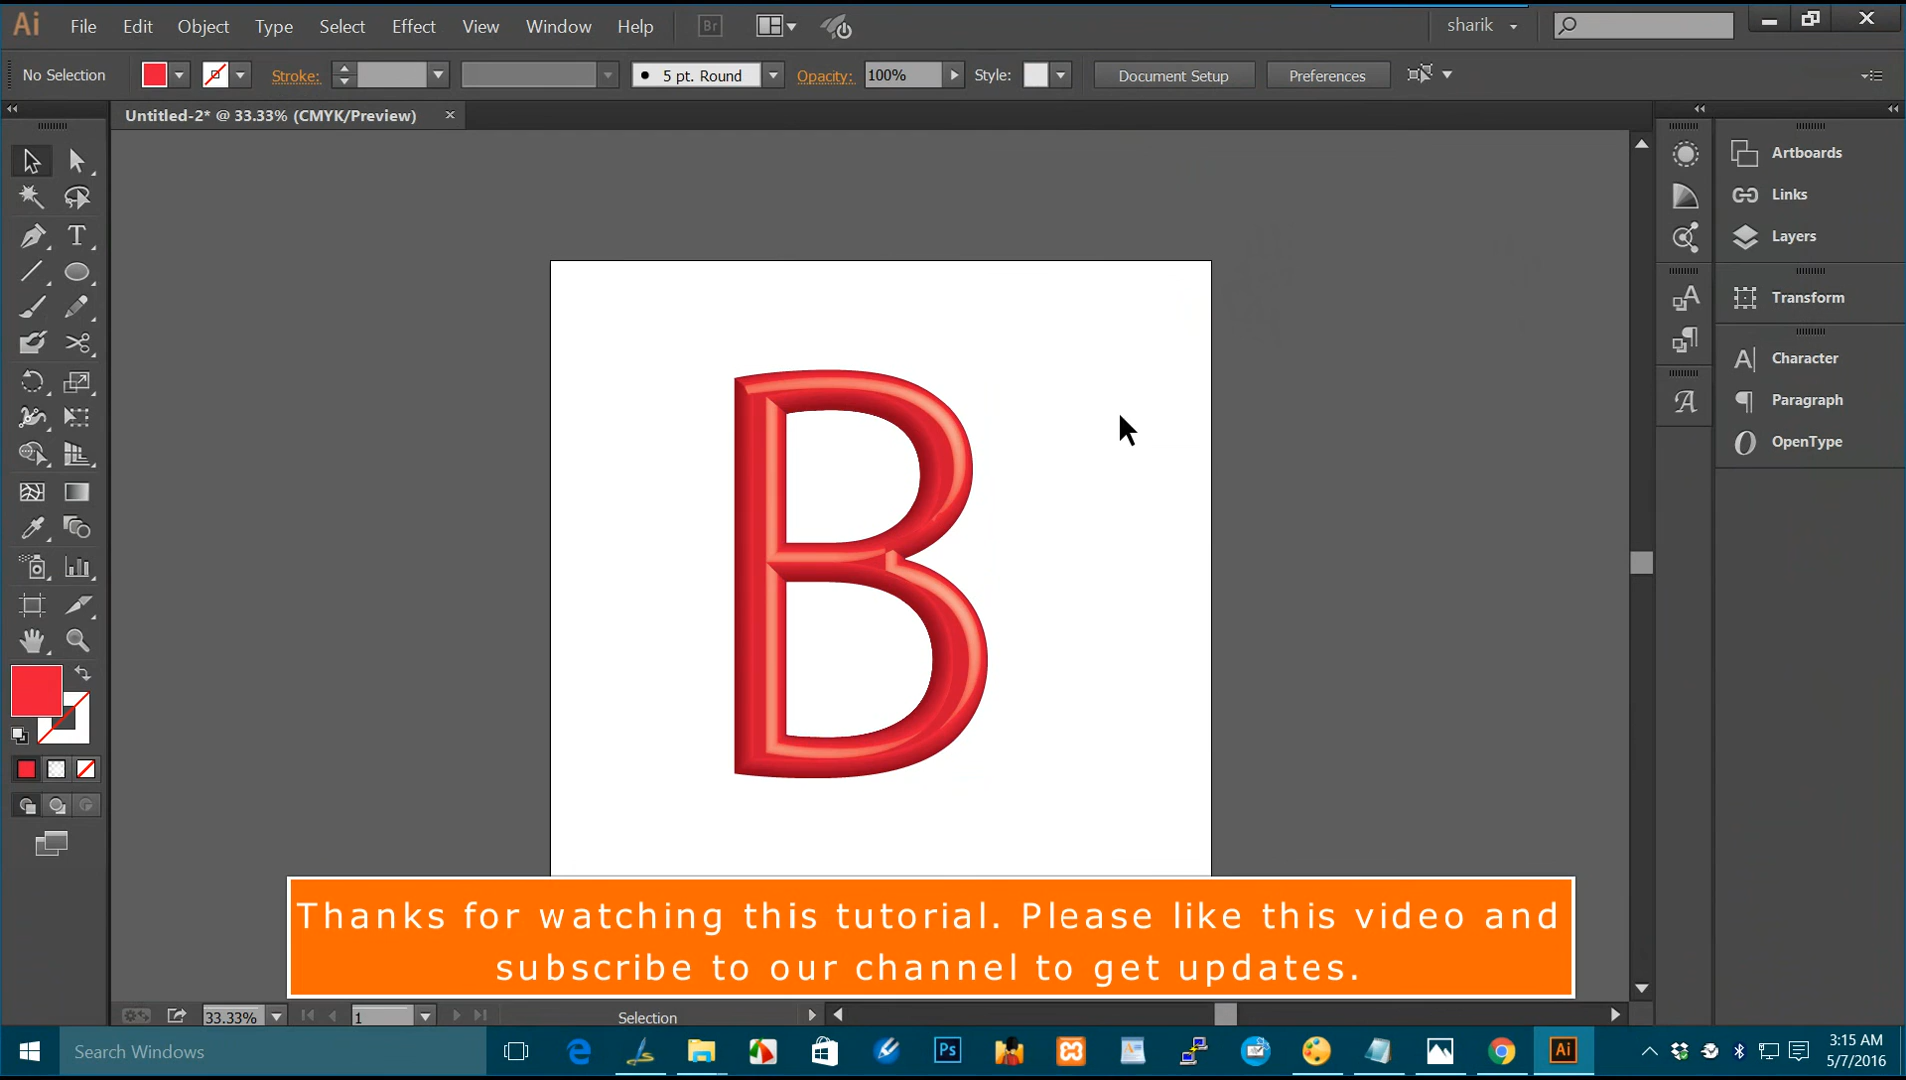 Ai File Edit Object Type Select Effect View Window Help Br sharik
No Selection Stroke: 5 pt. Round Opacity: 100% Style: Document Setup Preferences
Untitled-2* @ 33.33% (CMYK/Preview)
Artboards
Links
Layers
Transform
Character
Paragraph
OpenType
B
Thanks for watching this tutorial. Please like this video and
subscribe to our channel to get updates.
33.33% 1 Selection
Search Windows Ps Ai 3:15 AM
5/7/2016